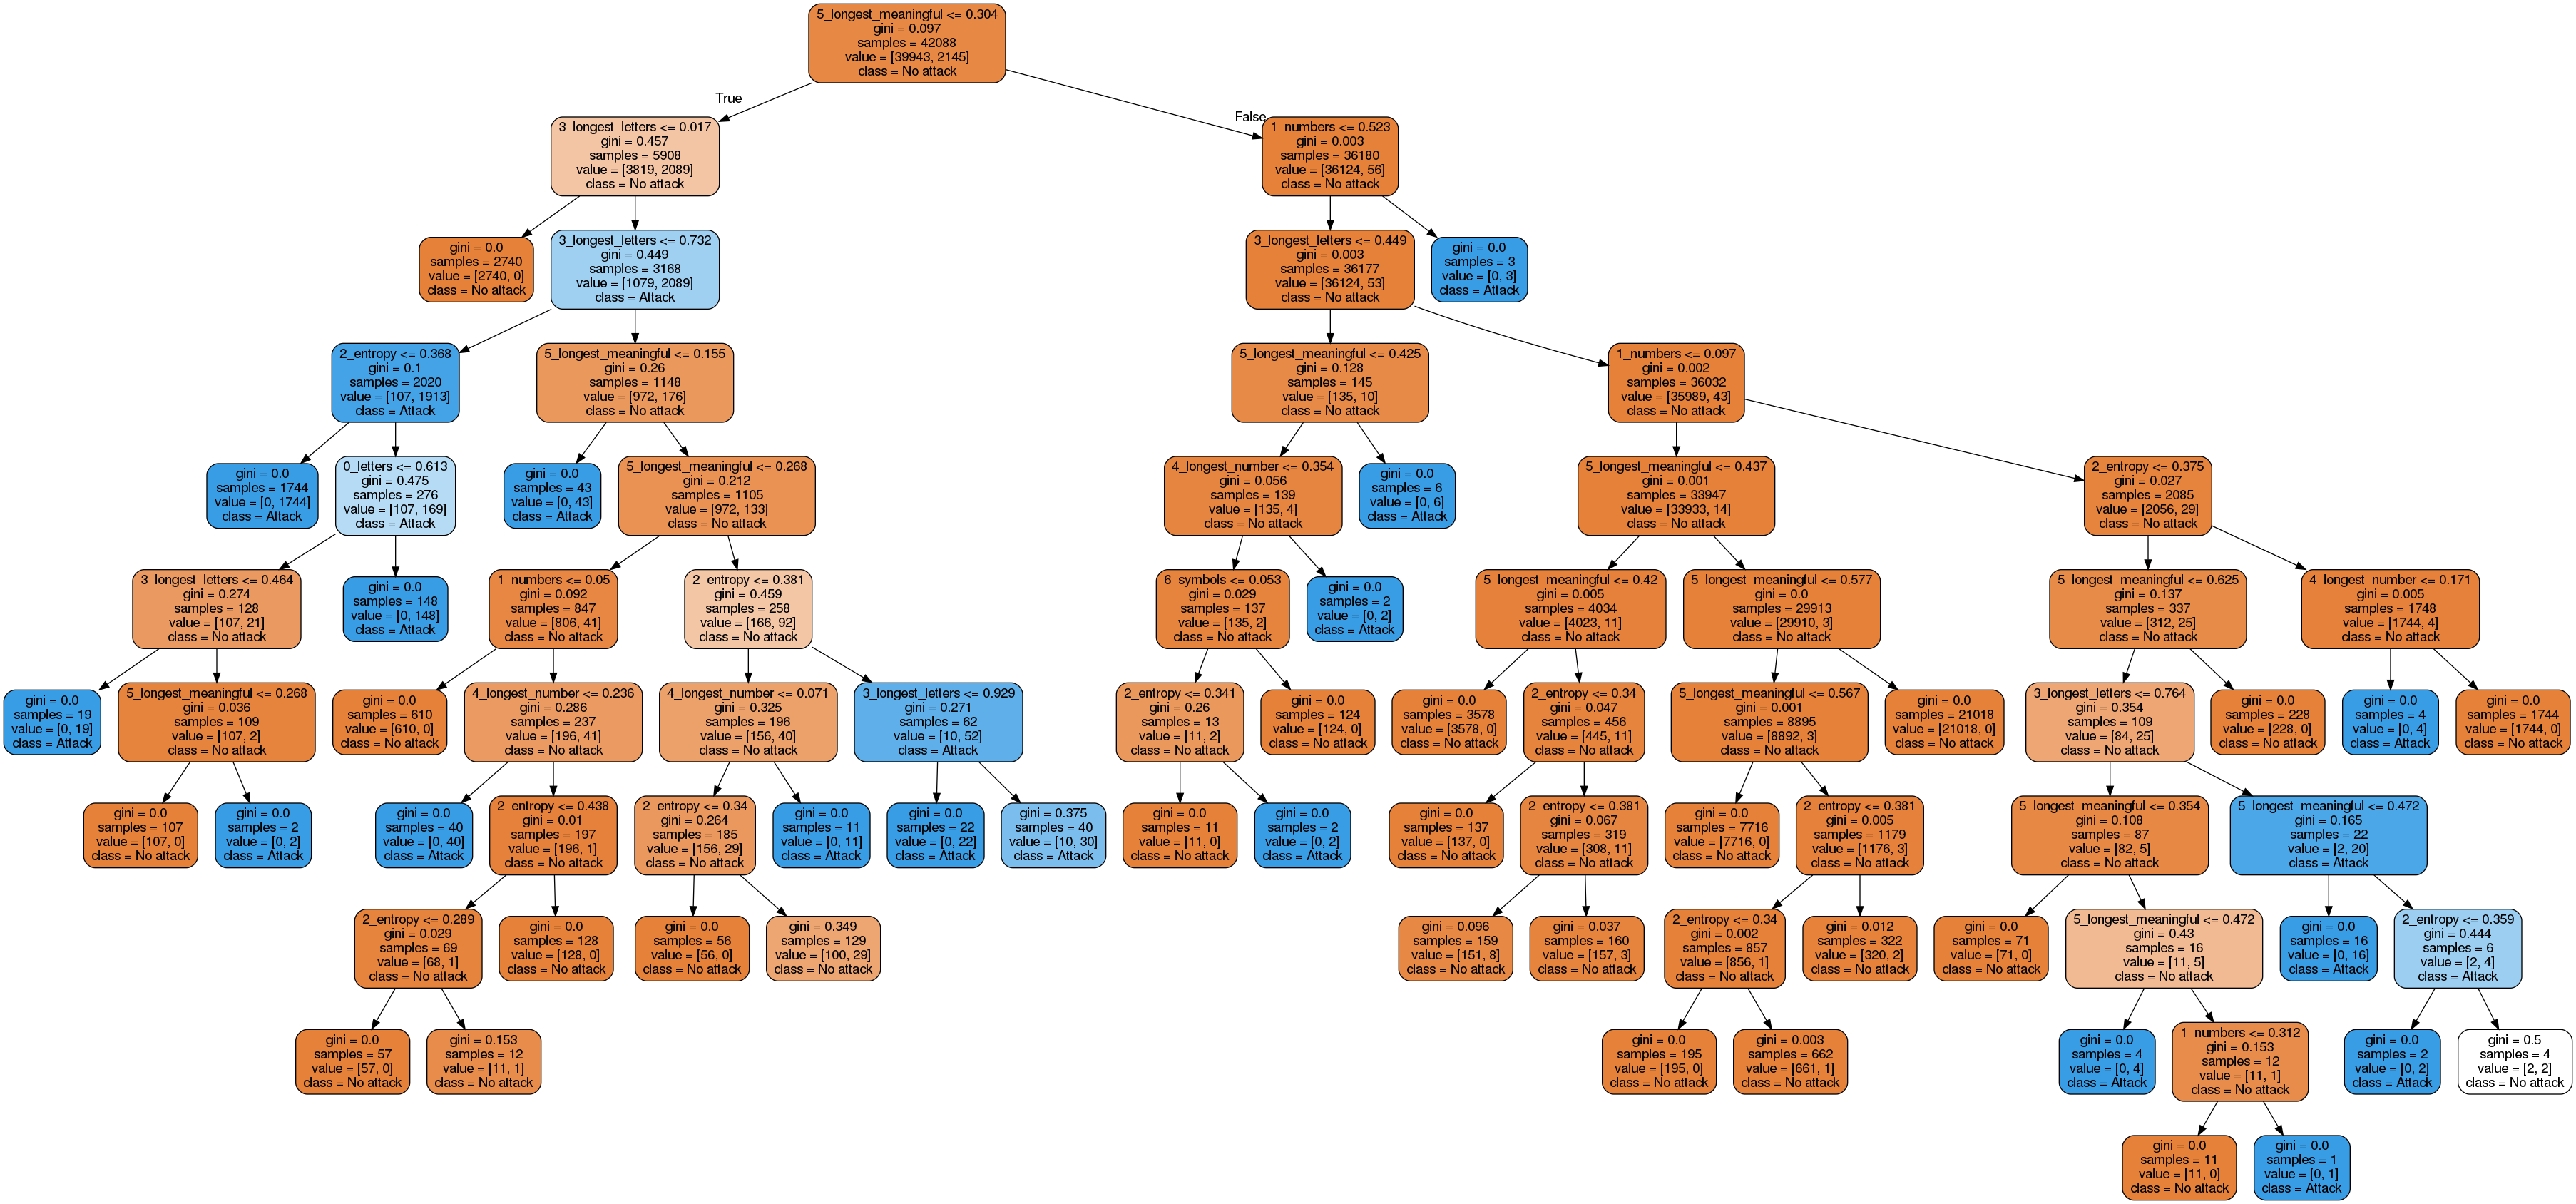 5_longest_meaningful <= 0.304
gini = 0.097
samples = 42088
value = [39943, 2145]
class = No attack
True
False
3_longest_letters <= 0.017
gini = 0.457
samples = 5908
value = [3819, 2089]
class = No attack
1_numbers <= 0.523
gini = 0.003
samples = 36180
value = [36124, 56]
class = No attack
gini = 0.0
samples = 2740
value = [2740, 0]
class = No attack
3_longest_letters <= 0.732
gini = 0.449
samples = 3168
value = [1079, 2089]
class = Attack
3_longest_letters <= 0.449
gini = 0.003
samples = 36177
value = [36124, 53]
class = No attack
gini = 0.0
samples = 3
value = [0, 3]
class = Attack
2_entropy <= 0.368
gini = 0.1
samples = 2020
value = [107, 1913]
class = Attack
5_longest_meaningful <= 0.155
gini = 0.26
samples = 1148
value = [972, 176]
class = No attack
5_longest_meaningful <= 0.425
gini = 0.128
samples = 145
value = [135, 10]
class = No attack
1_numbers <= 0.097
gini = 0.002
samples = 36032
value = [35989, 43]
class = No attack
gini = 0.0
samples = 1744
value = [0, 1744]
class = Attack
0_letters <= 0.613
gini = 0.475
samples = 276
value = [107, 169]
class = Attack
gini = 0.0
samples = 43
value = [0, 43]
class = Attack
5_longest_meaningful <= 0.268
gini = 0.212
samples = 1105
value = [972, 133]
class = No attack
4_longest_number <= 0.354
gini = 0.056
samples = 139
value = [135, 4]
class = No attack
gini = 0.0
samples = 6
value = [0, 6]
class = Attack
5_longest_meaningful <= 0.437
gini = 0.001
samples = 33947
value = [33933, 14]
class = No attack
2_entropy <= 0.375
gini = 0.027
samples = 2085
value = [2056, 29]
class = No attack
3_longest_letters <= 0.464
gini = 0.274
samples = 128
value = [107, 21]
class = No attack
gini = 0.0
samples = 148
value = [0, 148]
class = Attack
1_numbers <= 0.05
gini = 0.092
samples = 847
value = [806, 41]
class = No attack
2_entropy <= 0.381
gini = 0.459
samples = 258
value = [166, 92]
class = No attack
6_symbols <= 0.053
gini = 0.029
samples = 137
value = [135, 2]
class = No attack
gini = 0.0
samples = 2
value = [0, 2]
class = Attack
5_longest_meaningful <= 0.42
gini = 0.005
samples = 4034
value = [4023, 11]
class = No attack
5_longest_meaningful <= 0.577
gini = 0.0
samples = 29913
value = [29910, 3]
class = No attack
5_longest_meaningful <= 0.625
gini = 0.137
samples = 337
value = [312, 25]
class = No attack
4_longest_number <= 0.171
gini = 0.005
samples = 1748
value = [1744, 4]
class = No attack
gini = 0.0
samples = 19
value = [0, 19]
class = Attack
5_longest_meaningful <= 0.268
gini = 0.036
samples = 109
value = [107, 2]
class = No attack
gini = 0.0
samples = 610
value = [610, 0]
class = No attack
4_longest_number <= 0.236
gini = 0.286
samples = 237
value = [196, 41]
class = No attack
4_longest_number <= 0.071
gini = 0.325
samples = 196
value = [156, 40]
class = No attack
3_longest_letters <= 0.929
gini = 0.271
samples = 62
value = [10, 52]
class = Attack
2_entropy <= 0.341
gini = 0.26
samples = 13
value = [11, 2]
class = No attack
gini = 0.0
samples = 124
value = [124, 0]
class = No attack
gini = 0.0
samples = 3578
value = [3578, 0]
class = No attack
2_entropy <= 0.34
gini = 0.047
samples = 456
value = [445, 11]
class = No attack
5_longest_meaningful <= 0.567
gini = 0.001
samples = 8895
value = [8892, 3]
class = No attack
gini = 0.0
samples = 21018
value = [21018, 0]
class = No attack
3_longest_letters <= 0.764
gini = 0.354
samples = 109
value = [84, 25]
class = No attack
gini = 0.0
samples = 228
value = [228, 0]
class = No attack
gini = 0.0
samples = 4
value = [0, 4]
class = Attack
gini = 0.0
samples = 1744
value = [1744, 0]
class = No attack
gini = 0.0
samples = 107
value = [107, 0]
class = No attack
gini = 0.0
samples = 2
value = [0, 2]
class = Attack
gini = 0.0
samples = 40
value = [0, 40]
class = Attack
2_entropy <= 0.438
gini = 0.01
samples = 197
value = [196, 1]
class = No attack
2_entropy <= 0.34
gini = 0.264
samples = 185
value = [156, 29]
class = No attack
gini = 0.0
samples = 11
value = [0, 11]
class = Attack
gini = 0.0
samples = 22
value = [0, 22]
class = Attack
gini = 0.375
samples = 40
value = [10, 30]
class = Attack
gini = 0.0
samples = 11
value = [11, 0]
class = No attack
gini = 0.0
samples = 2
value = [0, 2]
class = Attack
gini = 0.0
samples = 137
value = [137, 0]
class = No attack
2_entropy <= 0.381
gini = 0.067
samples = 319
value = [308, 11]
class = No attack
gini = 0.0
samples = 7716
value = [7716, 0]
class = No attack
2_entropy <= 0.381
gini = 0.005
samples = 1179
value = [1176, 3]
class = No attack
5_longest_meaningful <= 0.354
gini = 0.108
samples = 87
value = [82, 5]
class = No attack
5_longest_meaningful <= 0.472
gini = 0.165
samples = 22
value = [2, 20]
class = Attack
2_entropy <= 0.289
gini = 0.029
samples = 69
value = [68, 1]
class = No attack
gini = 0.0
samples = 128
value = [128, 0]
class = No attack
gini = 0.0
samples = 56
value = [56, 0]
class = No attack
gini = 0.349
samples = 129
value = [100, 29]
class = No attack
gini = 0.096
samples = 159
value = [151, 8]
class = No attack
gini = 0.037
samples = 160
value = [157, 3]
class = No attack
2_entropy <= 0.34
gini = 0.002
samples = 857
value = [856, 1]
class = No attack
gini = 0.012
samples = 322
value = [320, 2]
class = No attack
gini = 0.0
samples = 71
value = [71, 0]
class = No attack
5_longest_meaningful <= 0.472
gini = 0.43
samples = 16
value = [11, 5]
class = No attack
gini = 0.0
samples = 16
value = [0, 16]
class = Attack
2_entropy <= 0.359
gini = 0.444
samples = 6
value = [2, 4]
class = Attack
gini = 0.0
samples = 57
value = [57, 0]
class = No attack
gini = 0.153
samples = 12
value = [11, 1]
class = No attack
gini = 0.0
samples = 195
value = [195, 0]
class = No attack
gini = 0.003
samples = 662
value = [661, 1]
class = No attack
gini = 0.0
samples = 4
value = [0, 4]
class = Attack
1_numbers <= 0.312
gini = 0.153
samples = 12
value = [11, 1]
class = No attack
gini = 0.0
samples = 2
value = [0, 2]
class = Attack
gini = 0.5
samples = 4
value = [2, 2]
class = No attack
gini = 0.0
samples = 11
value = [11, 0]
class = No attack
gini = 0.0
samples = 1
value = [0, 1]
class = Attack